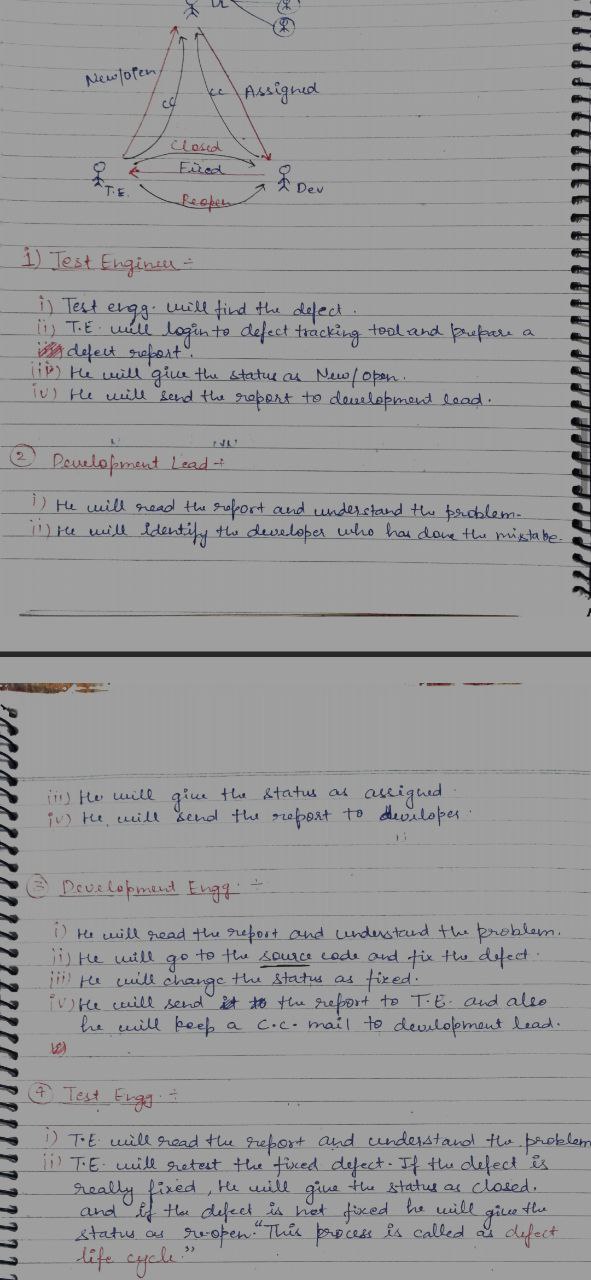 DL
New/open
cc
cc
Assigned
Closed
Fixed
T.E.
Dev
Reopen
1) Test Engineer :-
i) Test engg. will find the defect.
ii) T.E. will login to defect tracking tool and prepare a
defect report.
iii) He will give the status as New/open.
iv) He will send the report to development lead.
2 Development Lead :-
i) He will read the report and understand the problem.
ii) He will identify the developer who has done the mistake.
iii) He will give the status as assigned.
iv) He will send the report to developer.
3 Development Engg. :-
i) He will read the report and understand the problem.
ii) He will go to the source code and fix the defect.
iii) He will change the status as fixed.
iv) He will send the report to T.E. and also
he will keep a c.c. mail to development lead.
4 Test Engg. :-
i) T.E. will read the report and understand the problem
ii) T.E. will retest the fixed defect. If the defect is
really fixed, He will give the status as closed.
and if the defect is not fixed he will give the
status as re-open. "This process is called as defect
life cycle."